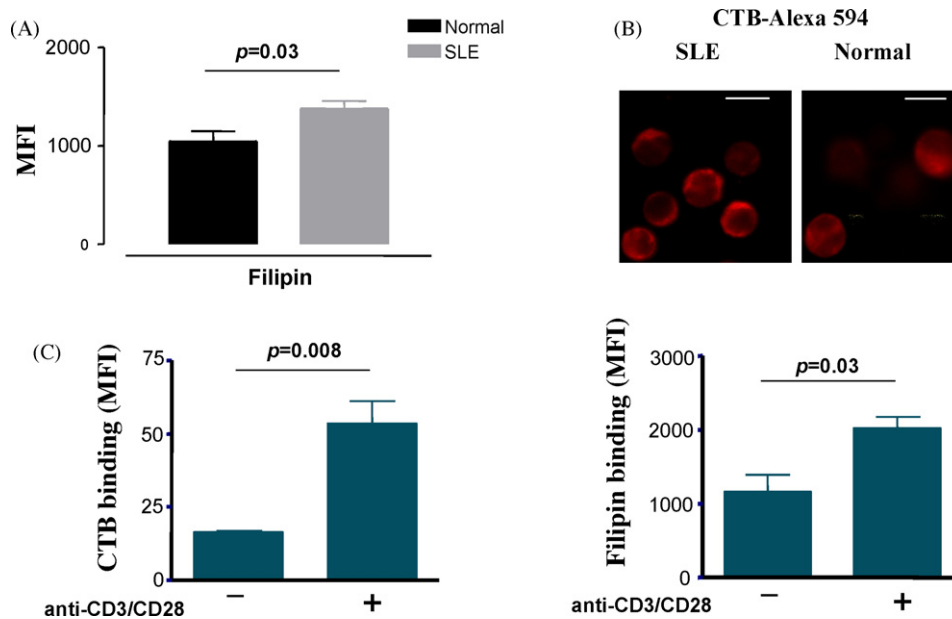 (A)
Normal
SLE
2000
1000
0
MFI
p=0.03
Filipin
(B)
CTB-Alexa 594
SLE Normal
(C)
CTB binding (MFI)
75
50
25
0
p=0.008
anti-CD3/CD28 − +
Filipin binding (MFI)
3000
2000
1000
0
p=0.03
anti-CD3/CD28 − +